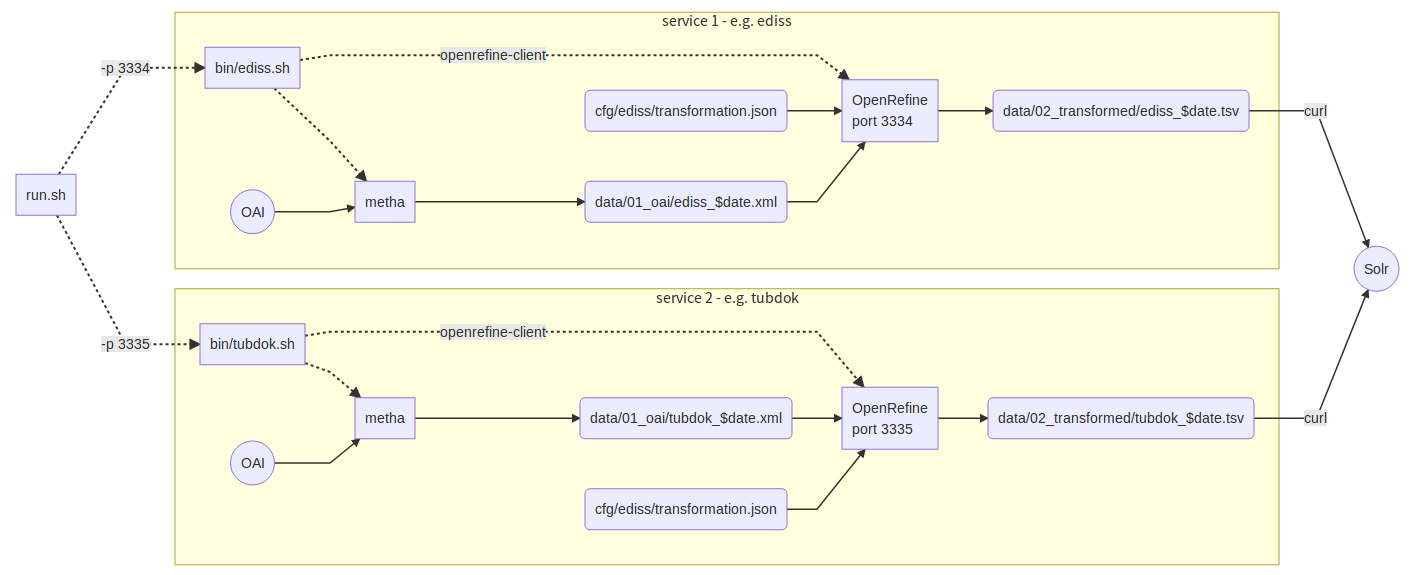 service 1 - e.g. ediss
-p 3334
bin/ediss.sh
openrefine-client
cfg/ediss/transformation.json
OpenRefine
port 3334
data/02_transformed/ediss_$date.tsv
curl
run.sh
OAI
metha
data/01_oai/ediss_$date.xml
Solr
service 2 - e.g. tubdok
-p 3335
bin/tubdok.sh
openrefine-client
metha
data/01_oai/tubdok_$date.xml
OpenRefine
port 3335
data/02_transformed/tubdok_$date.tsv
curl
OAI
cfg/ediss/transformation.json